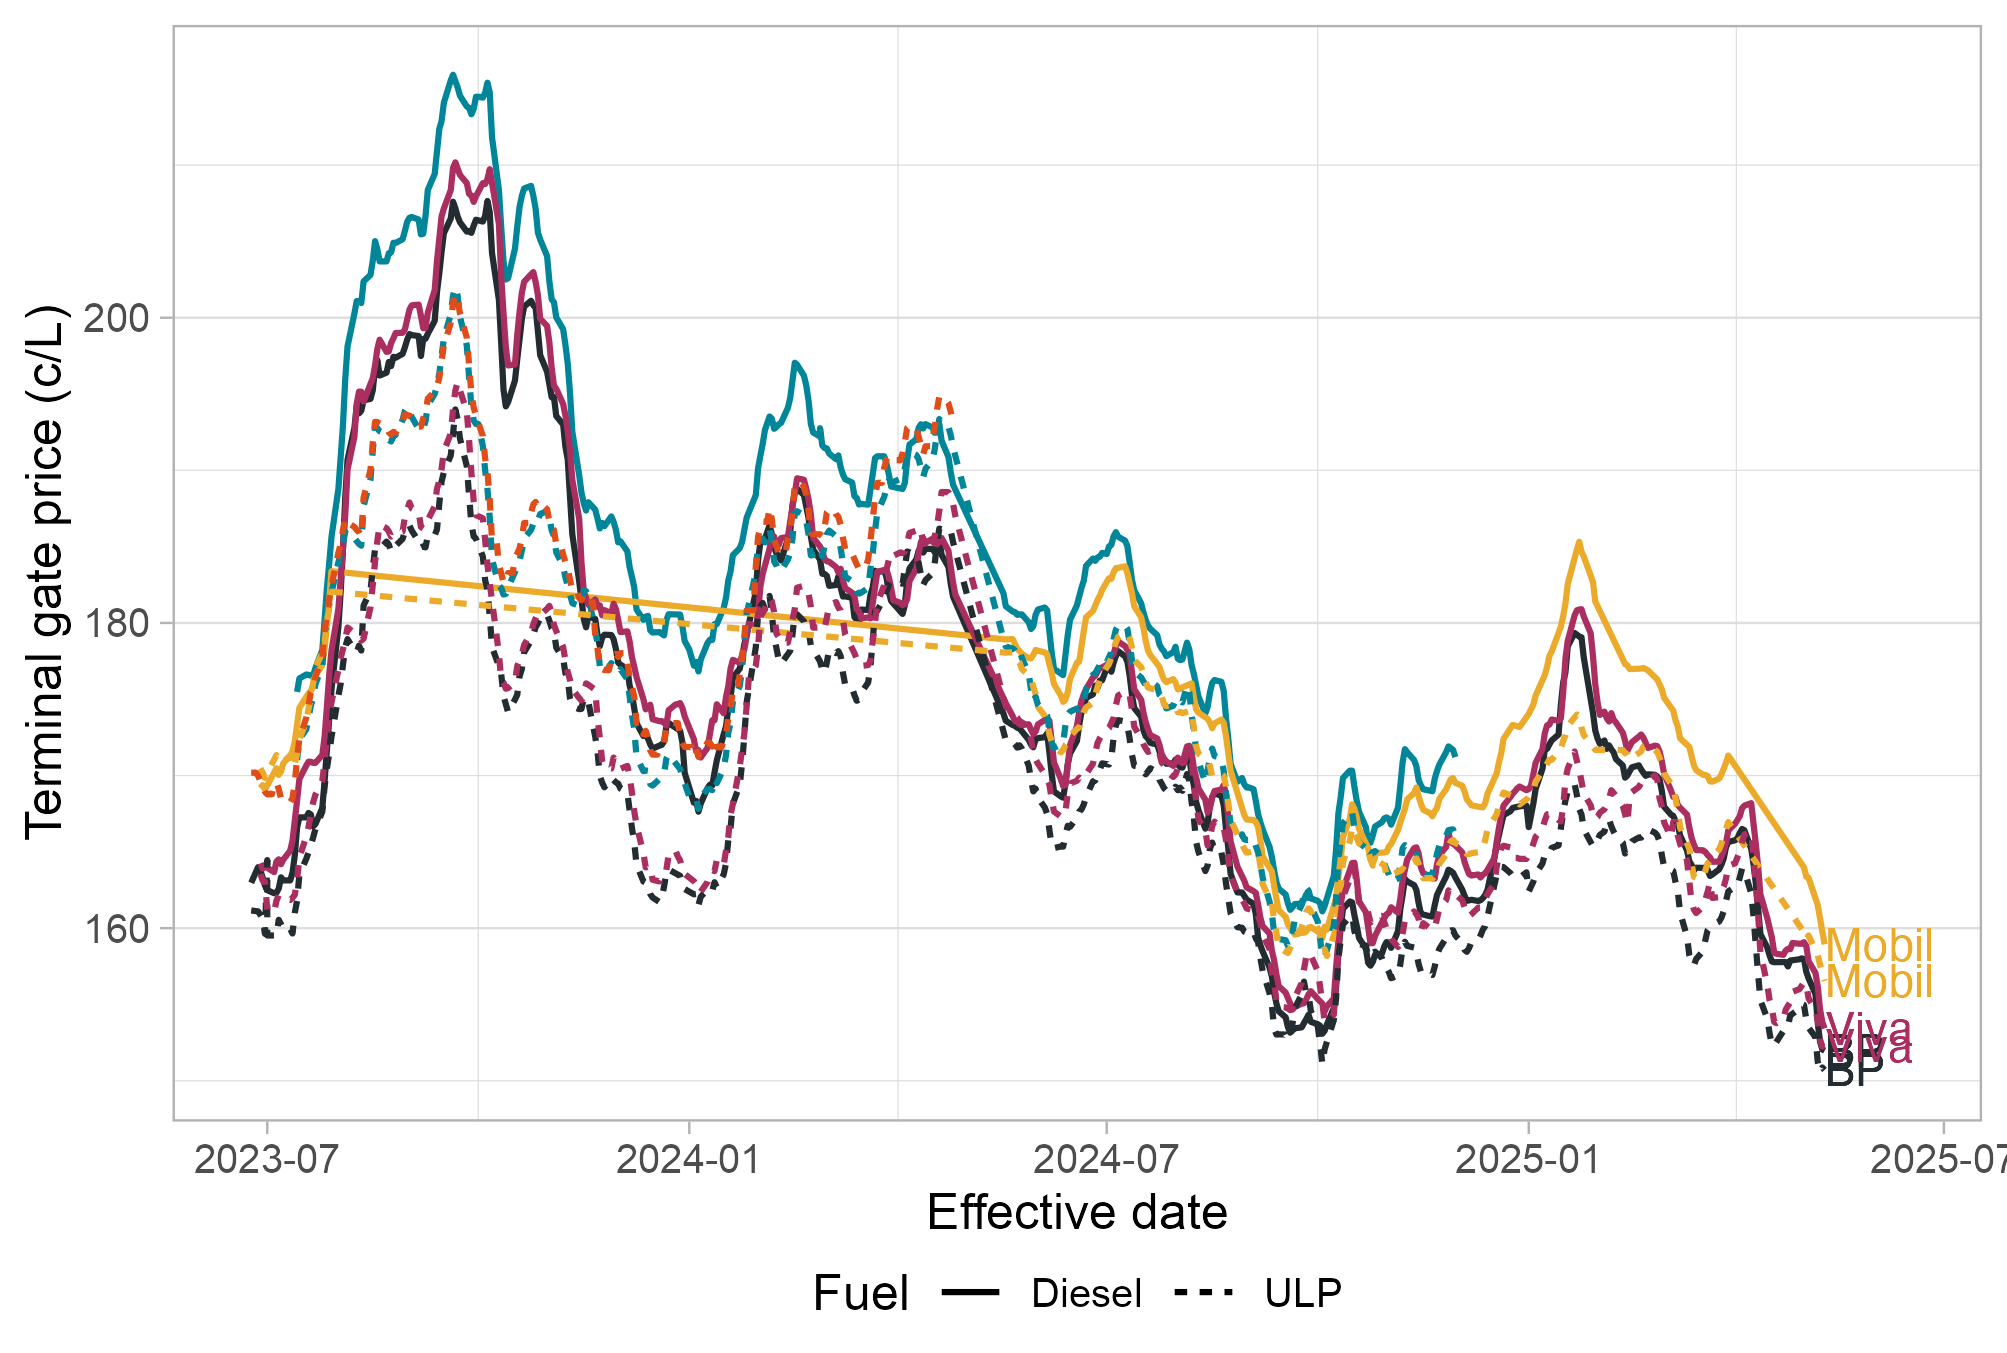 Terminal gate price (c/L)
200
180
160
Mobil
Mobil
Viva
BP
Viva
BP
2023-07
2024-01
2024-07
2025-01
2025-07
Effective date
Fuel Diesel ULP